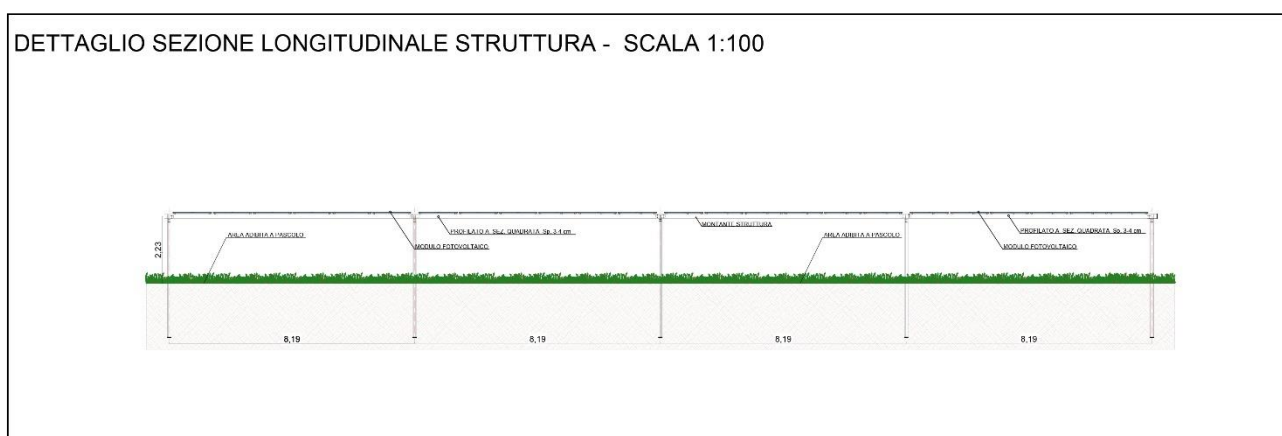 DETTAGLIO SEZIONE LONGITUDINALE STRUTTURA - SCALA 1:100
2,23
AREA ADIBITA A PASCOLO
MODULO FOTOVOLTAICO
PROFILATO A SEZ. QUADRATA Sp. 3-4 cm
MONTANTE STRUTTURA
AREA ADIBITA A PASCOLO
MODULO FOTOVOLTAICO
PROFILATO A SEZ. QUADRATA Sp. 3-4 cm
8,19
8,19
8,19
8,19